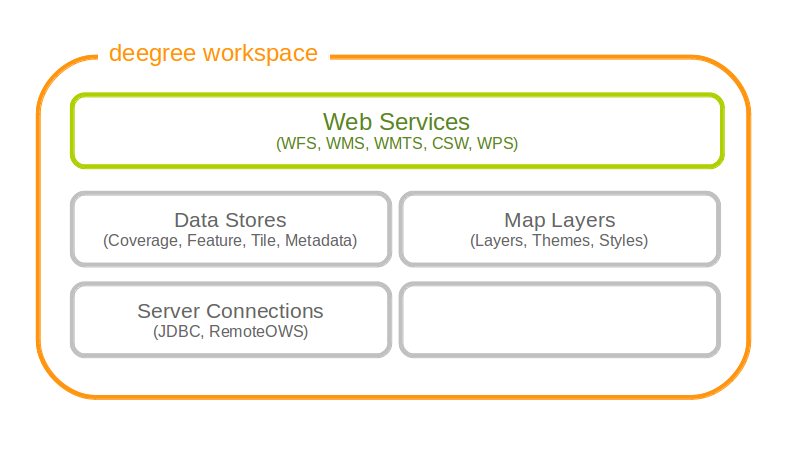 deegree workspace
Web Services
(WFS, WMS, WMTS, CSW, WPS)
Data Stores
(Coverage, Feature, Tile, Metadata)
Map Layers
(Layers, Themes, Styles)
Server Connections
(JDBC, RemoteOWS)